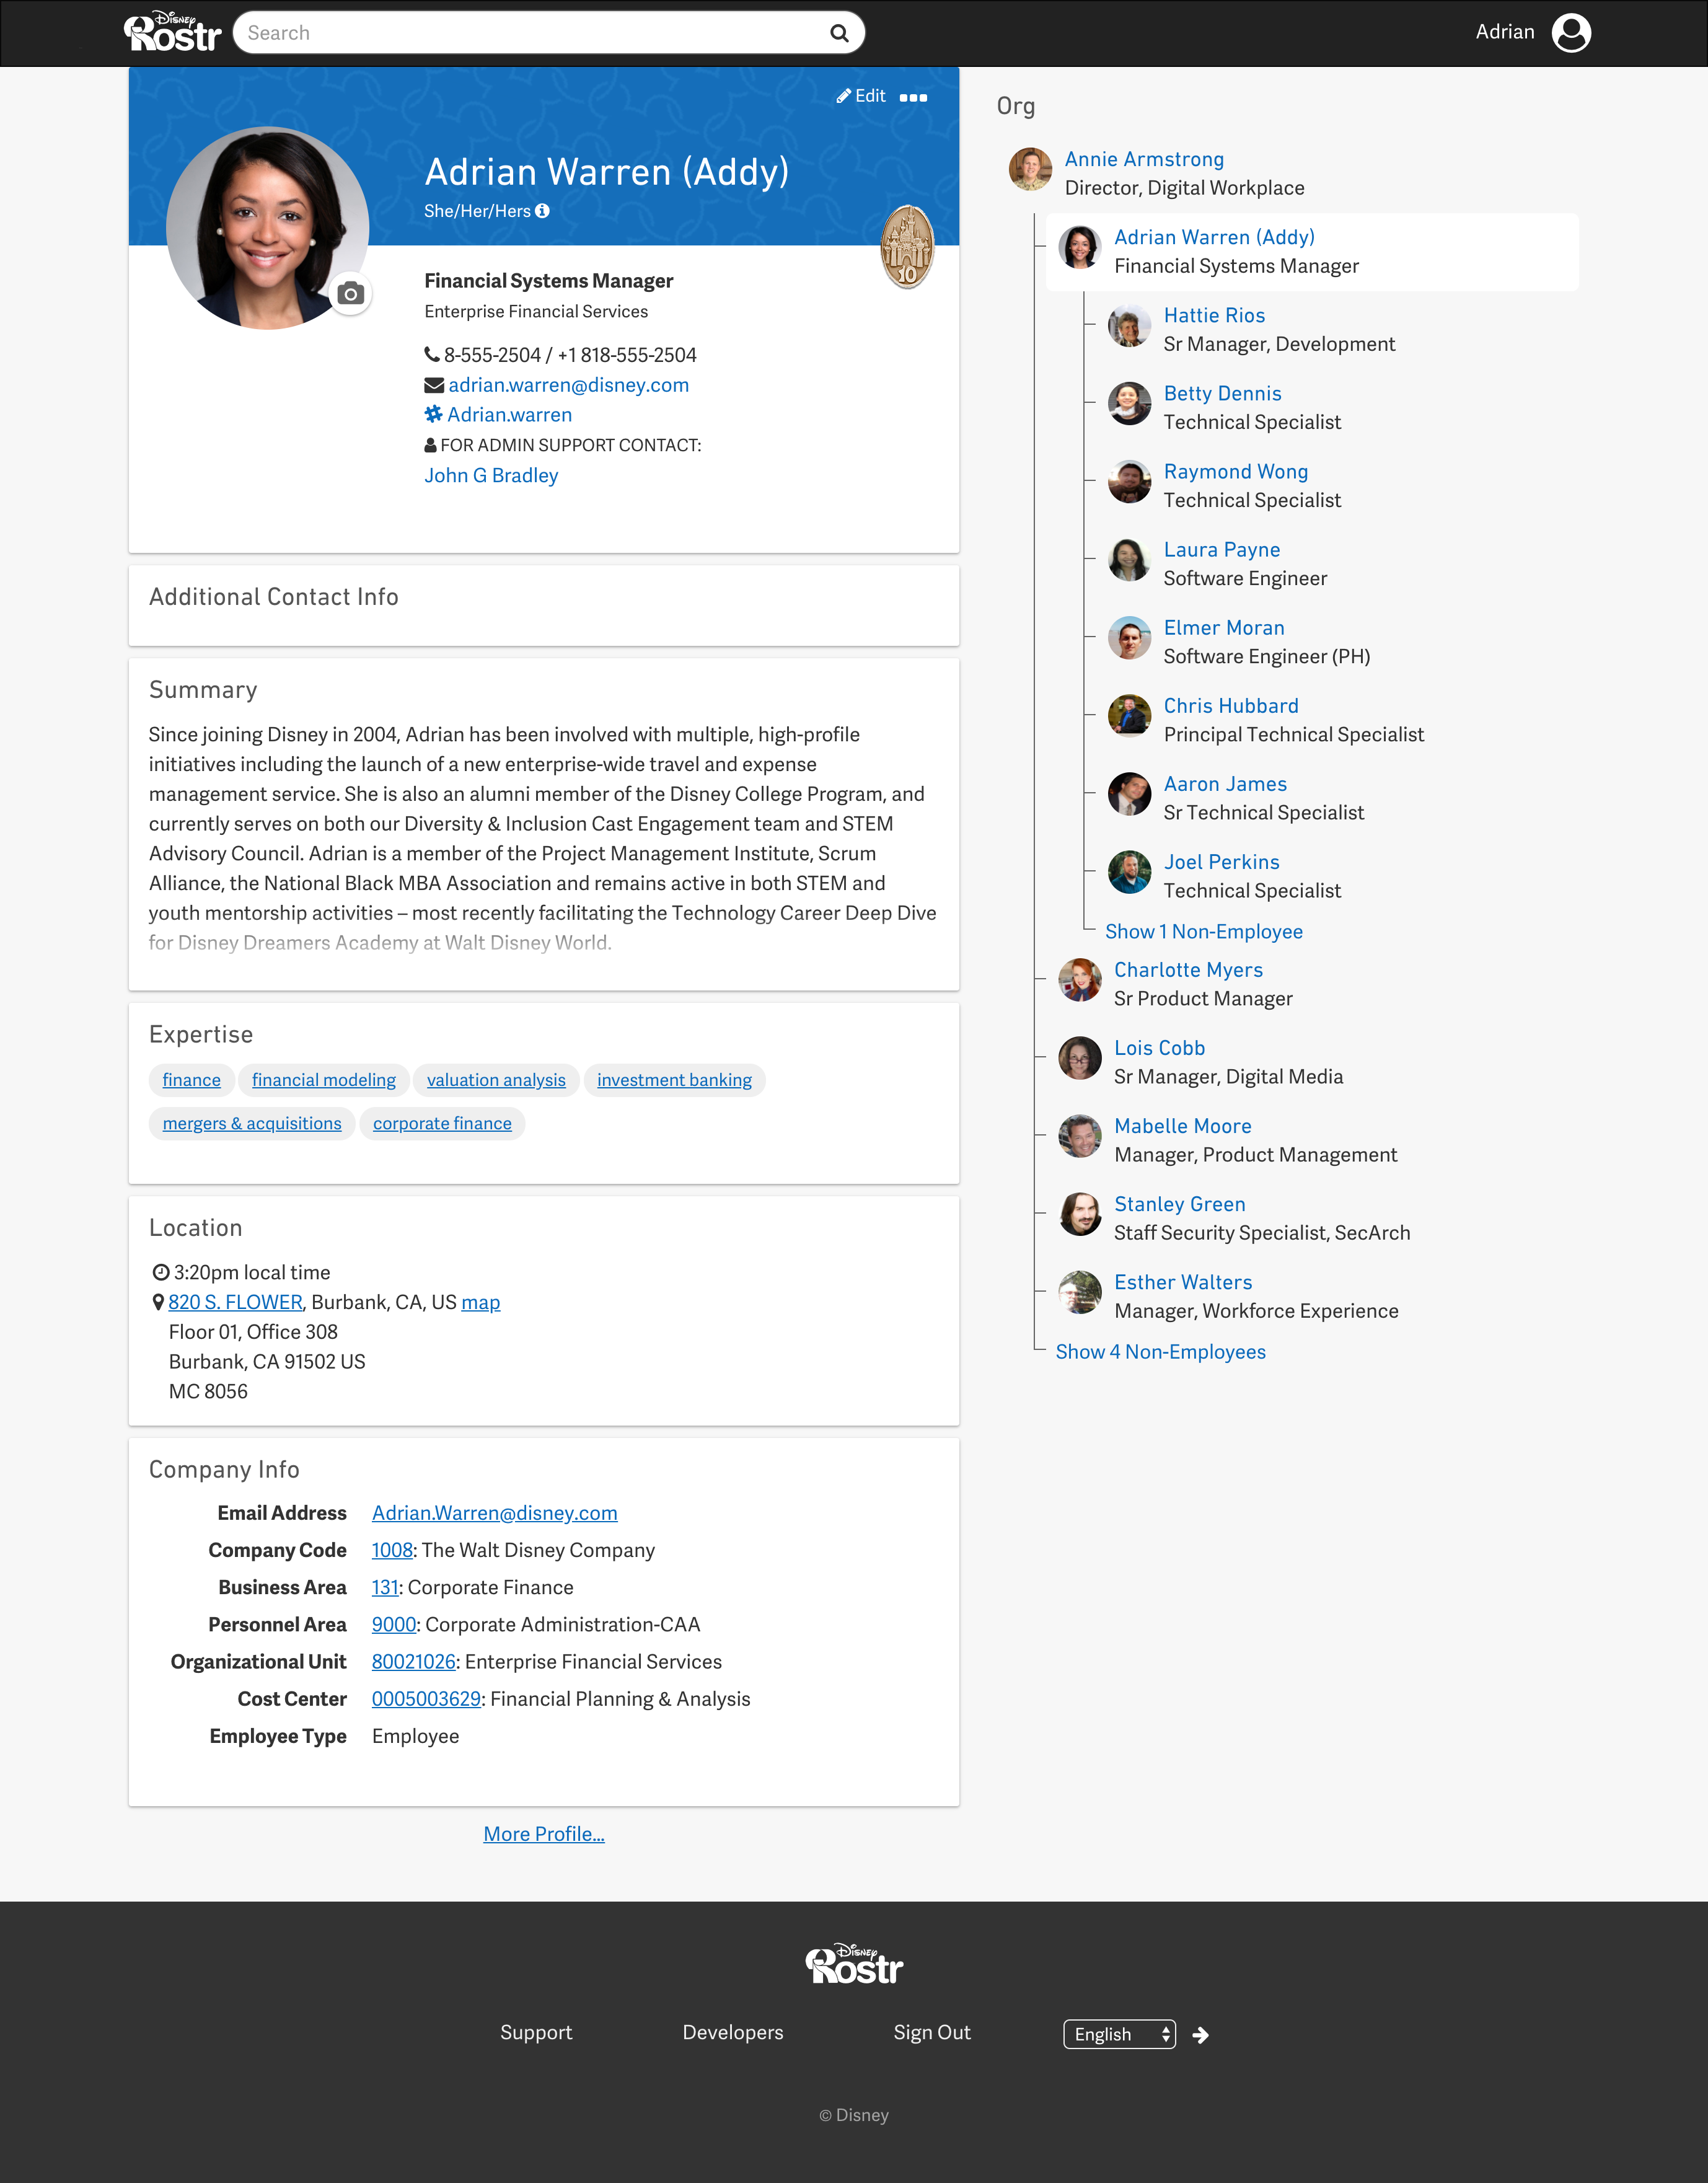 Disney
Rostr
Search
Adrian
Edit
Adrian Warren (Addy)
She/Her/Hers
10
Financial Systems Manager
Enterprise Financial Services
8-555-2504 / +1 818-555-2504
adrian.warren@disney.com
Adrian.warren
FOR ADMIN SUPPORT CONTACT:
John G Bradley
Additional Contact Info
Summary
Since joining Disney in 2004, Adrian has been involved with multiple, high-profile
initiatives including the launch of a new enterprise-wide travel and expense
management service. She is also an alumni member of the Disney College Program, and
currently serves on both our Diversity & Inclusion Cast Engagement team and STEM
Advisory Council. Adrian is a member of the Project Management Institute, Scrum
Alliance, the National Black MBA Association and remains active in both STEM and
youth mentorship activities – most recently facilitating the Technology Career Deep Dive
for Disney Dreamers Academy at Walt Disney World.
Expertise
finance financial modeling valuation analysis investment banking
mergers & acquisitions corporate finance
Location
3:20pm local time
820 S. FLOWER, Burbank, CA, US map
Floor 01, Office 308
Burbank, CA 91502 US
MC 8056
Company Info
Email Address Adrian.Warren@disney.com
Company Code 1008: The Walt Disney Company
Business Area 131: Corporate Finance
Personnel Area 9000: Corporate Administration-CAA
Organizational Unit 80021026: Enterprise Financial Services
Cost Center 0005003629: Financial Planning & Analysis
Employee Type Employee
More Profile...
Org
Annie Armstrong
Director, Digital Workplace
Adrian Warren (Addy)
Financial Systems Manager
Hattie Rios
Sr Manager, Development
Betty Dennis
Technical Specialist
Raymond Wong
Technical Specialist
Laura Payne
Software Engineer
Elmer Moran
Software Engineer (PH)
Chris Hubbard
Principal Technical Specialist
Aaron James
Sr Technical Specialist
Joel Perkins
Technical Specialist
Show 1 Non-Employee
Charlotte Myers
Sr Product Manager
Lois Cobb
Sr Manager, Digital Media
Mabelle Moore
Manager, Product Management
Stanley Green
Staff Security Specialist, SecArch
Esther Walters
Manager, Workforce Experience
Show 4 Non-Employees
Disney
Rostr
Support Developers Sign Out English
© Disney